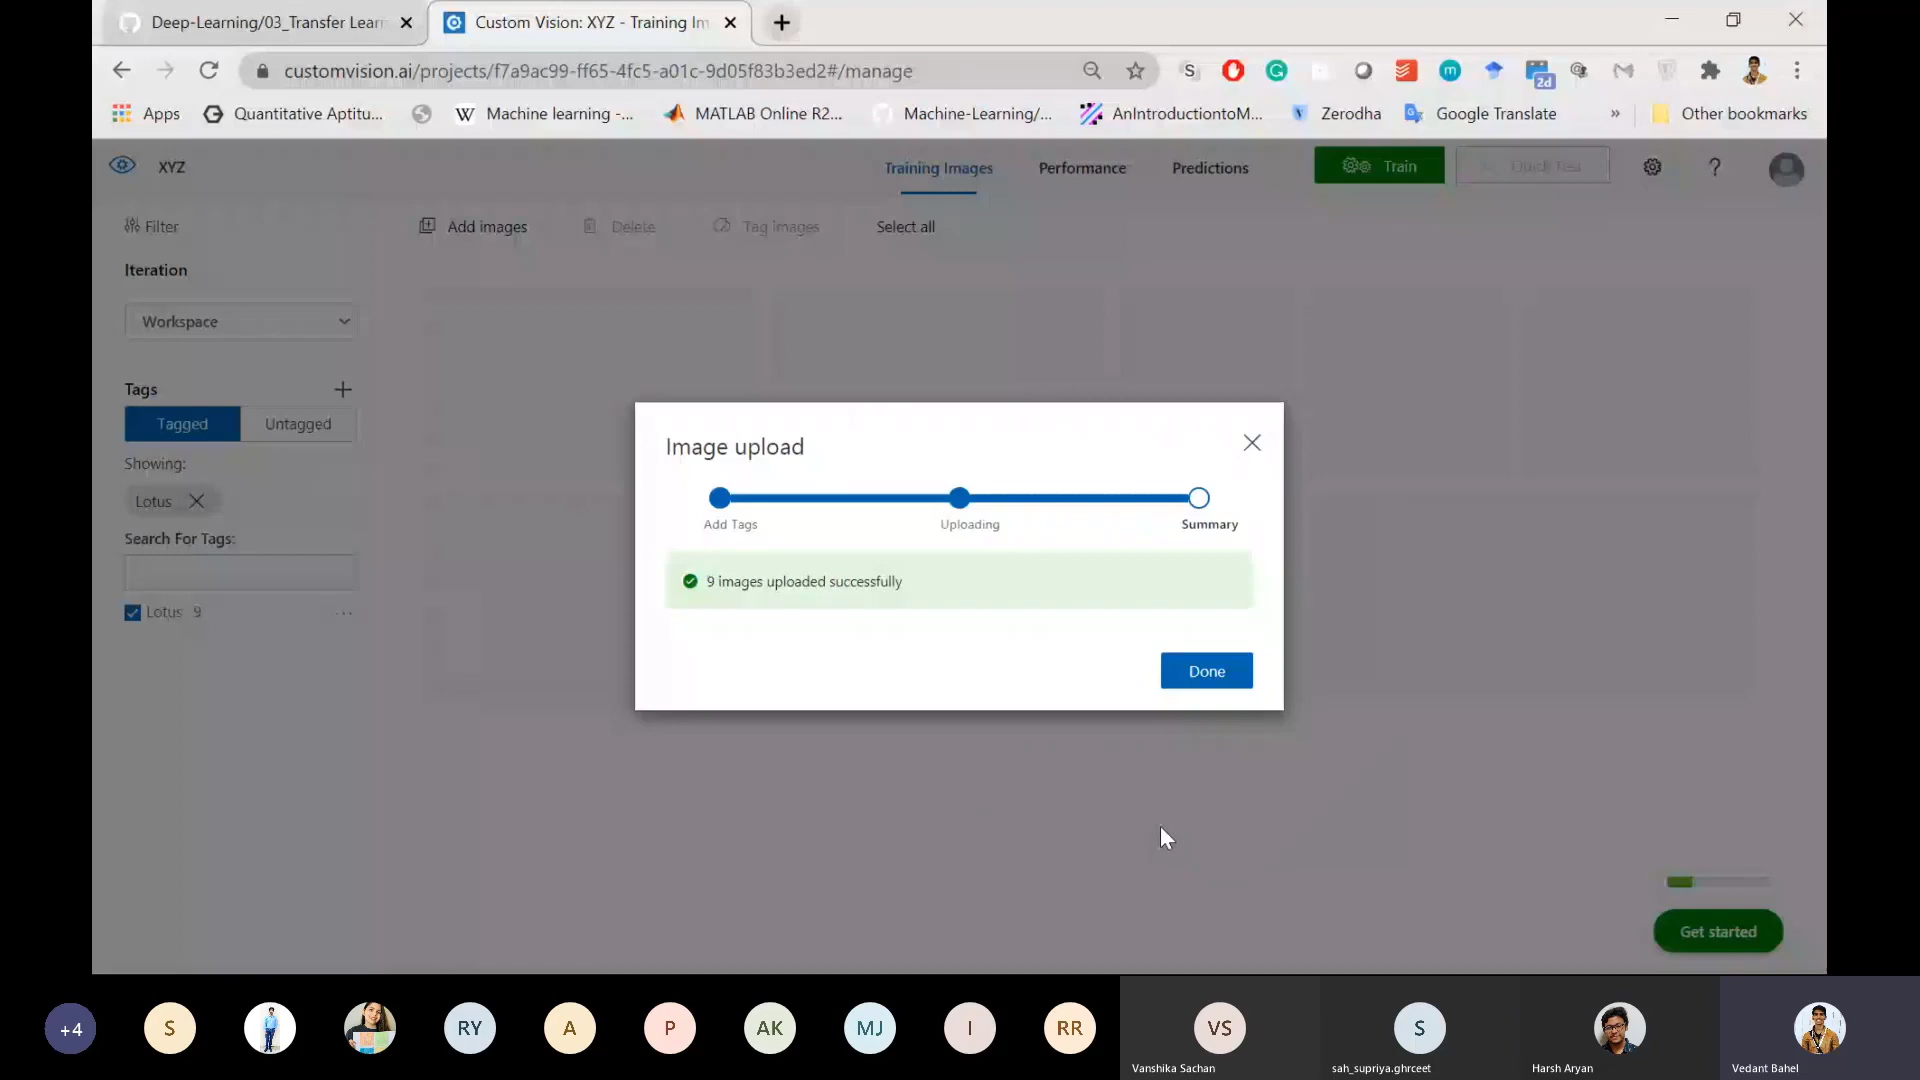 Deep-Learning/03_Transfer Lear
Custom Vision: XYZ - Training Im
customvision.ai/projects/f7a9ac99-ff65-4fc5-a01c-9d05f83b3ed2#/manage
2d
Apps
Quantitative Aptitu...
Machine learning -...
MATLAB Online R2...
Machine-Learning/...
AnIntroductiontoM...
Zerodha
Google Translate
»
Other bookmarks
XYZ
Training Images
Performance
Predictions
Train
Quick Test
?
Filter
Add images
Delete
Tag images
Select all
Iteration
Workspace
Tags
Tagged
Untagged
Showing:
Lotus
Search For Tags:
Lotus 9
...
Image upload
Add Tags
Uploading
Summary
9 images uploaded successfully
Done
Get started
+4
S
RY
A
P
AK
MJ
I
RR
VS
S
Vanshika Sachan
sah_supriya.ghrceet
Harsh Aryan
Vedant Bahel